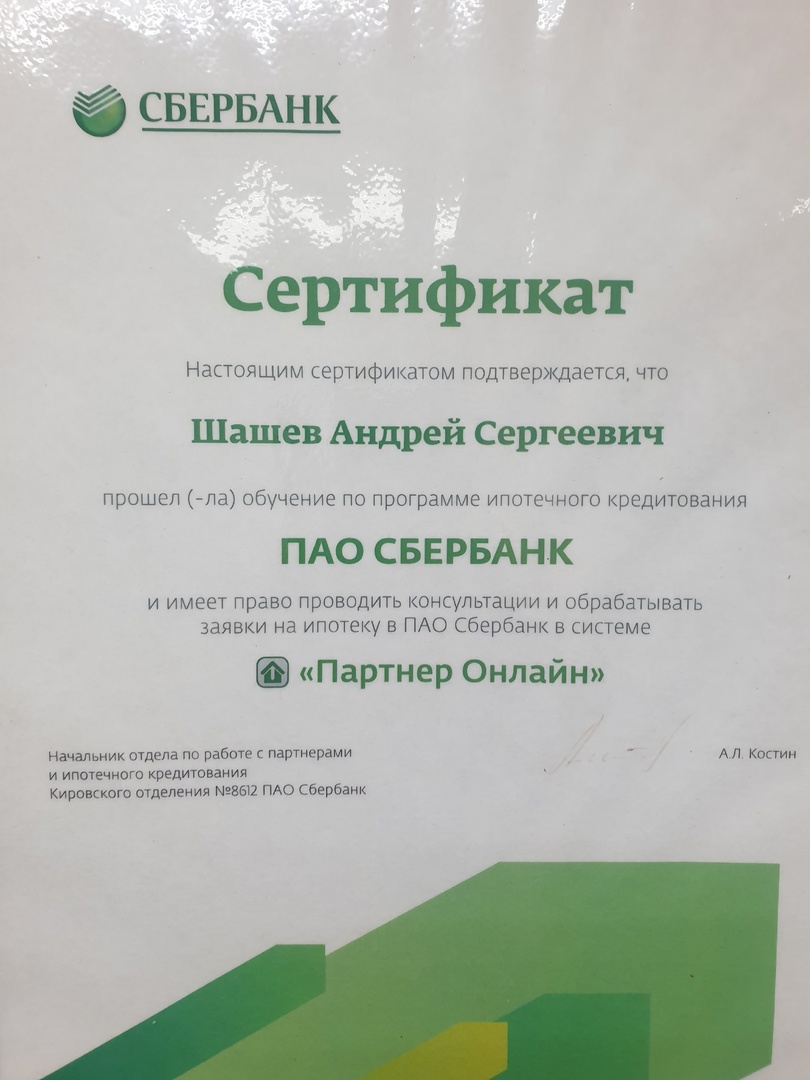 СБЕРБАНК
Сертификат
Настоящим сертификатом подтверждается, что
Шашев Андрей Сергеевич
прошел (-ла) обучение по программе ипотечного кредитования
ПАО СБЕРБАНК
и имеет право проводить консультации и обрабатывать
заявки на ипотеку в ПАО Сбербанк в системе
«Партнер Онлайн»
Начальник отдела по работе с партнерами
и ипотечного кредитования
Кировского отделения №8612 ПАО Сбербанк
А.Л. Костин